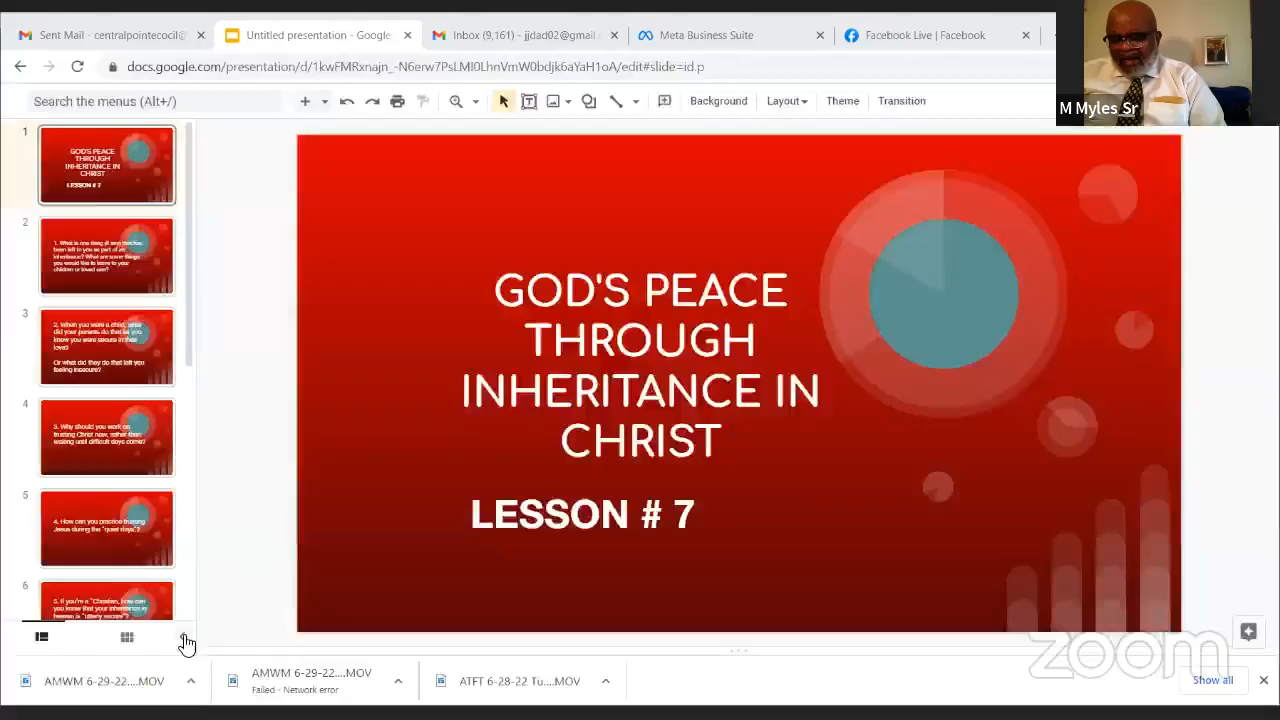 Sent Mail - centralpointecocil@
Untitled presentation - Google
Inbox (9,161) - jjdad02@gmail
Meta Business Suite
Facebook Live | Facebook
docs.google.com/presentation/d/1kwFMRxnajn_-N6erw7PsLMI0LhnVnW0bdjk6aYaH1oA/edit#slide=id.p
Search the menus (Alt+/)
Background
Layout
Theme
Transition
M Myles Sr
1
GOD'S PEACE
THROUGH
INHERITANCE IN
CHRIST
LESSON # 7
2
1. What is one thing
been left to you as part of an
inheritance? What are some things
you would like to leave to your
children or loved one?
3
2. When you were a child, what
did your parents do that let you
know you were secure in their
love?
Or what did they do that left you
feeling insecure?
4
3. Why should you work on
trusting Christ now, rather than
waiting until difficult days come?
5
4. How can you practice trusting
Jesus during the "quiet days"?
6
5. If you're a "Christian, how can
you know that your inheritance in
heaven is "utterly secure"?
GOD'S PEACE
THROUGH
INHERITANCE IN
CHRIST
LESSON # 7
zoom
AMWM 6-29-22....MOV
AMWM 6-29-22....MOV
Failed - Network error
ATFT 6-28-22 Tu....MOV
Show all